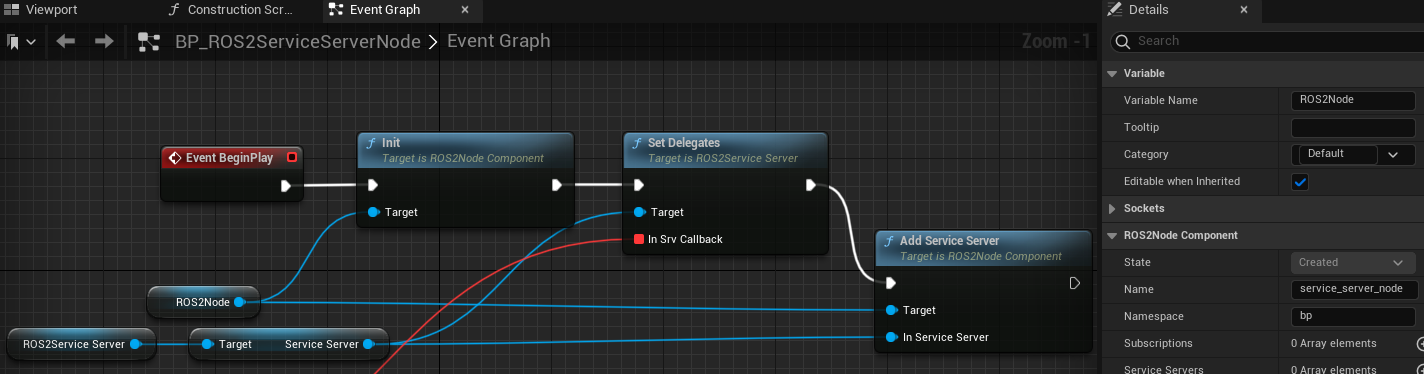 Viewport
Construction Scr...
Event Graph
Details
BP_ROS2ServiceServerNode > Event Graph
Zoom -1
Search
Variable
Variable Name
ROS2Node
Tooltip
Category
Default
Editable when Inherited
Sockets
ROS2Node Component
State
Created
Name
service_server_node
Namespace
bp
Subscriptions
0 Array elements
Service Servers
0 Array elements
Event BeginPlay
Init
Target is ROS2Node Component
Target
Set Delegates
Target is ROS2Service Server
Target
In Srv Callback
Add Service Server
Target is ROS2Node Component
Target
In Service Server
ROS2Node
ROS2Service Server
Target
Service Server